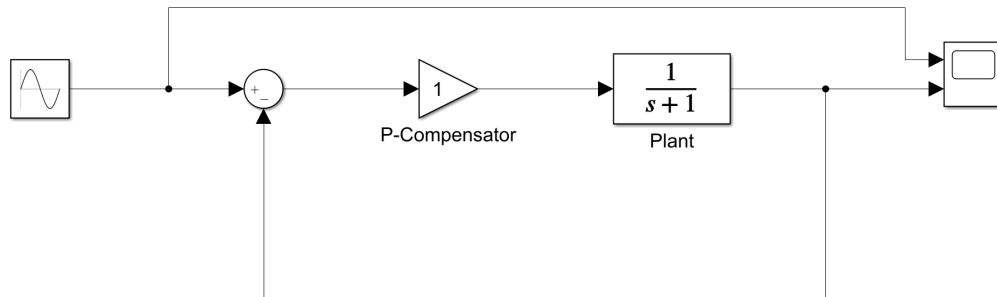 +
−
1
P-Compensator
1
s + 1
Plant